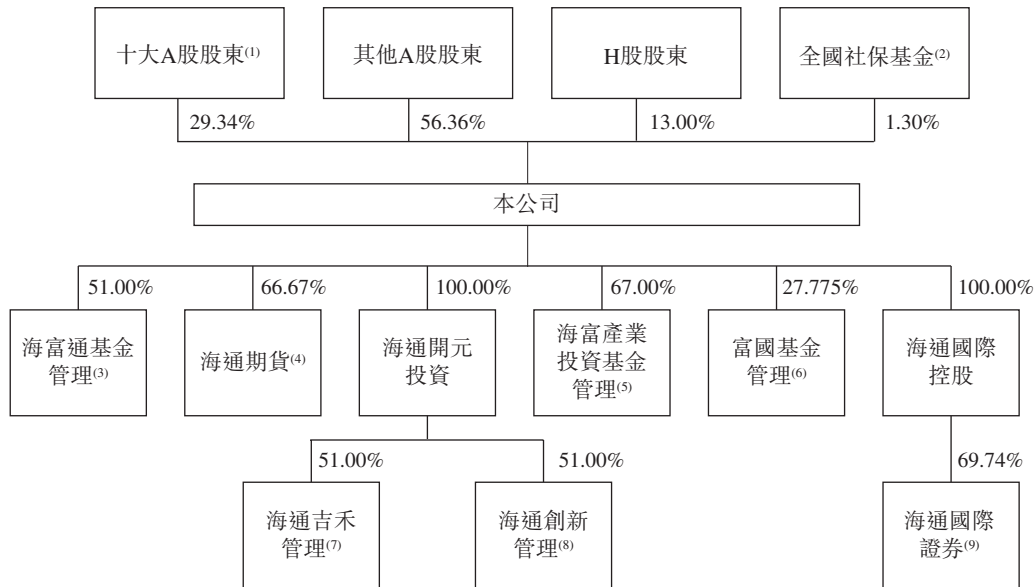 十大A股股東(1)
其他A股股東
H股股東
全國社保基金(2)
29.34%
56.36%
13.00%
1.30%
本公司
51.00%
66.67%
100.00%
67.00%
27.775%
100.00%
海富通基金
管理(3)
海通期貨(4)
海通開元
投資
海富產業
投資基金
管理(5)
富國基金
管理(6)
海通國際
控股
51.00%
51.00%
69.74%
海通吉禾
管理(7)
海通創新
管理(8)
海通國際
證券(9)